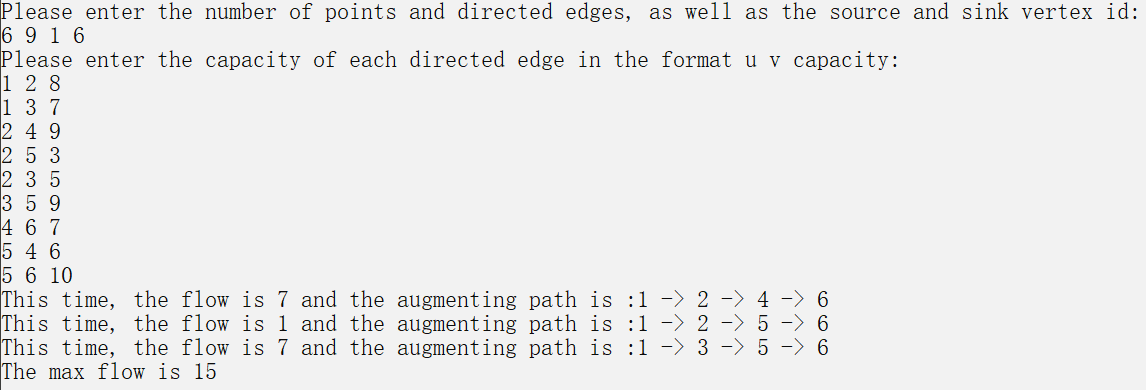 Please enter the number of points and directed edges, as well as the source and sink vertex id:
6 9 1 6
Please enter the capacity of each directed edge in the format u v capacity:
1 2 8
1 3 7
2 4 9
2 5 3
2 3 5
3 5 9
4 6 7
5 4 6
5 6 10
This time, the flow is 7 and the augmenting path is :1 -> 2 -> 4 -> 6
This time, the flow is 1 and the augmenting path is :1 -> 2 -> 5 -> 6
This time, the flow is 7 and the augmenting path is :1 -> 3 -> 5 -> 6
The max flow is 15